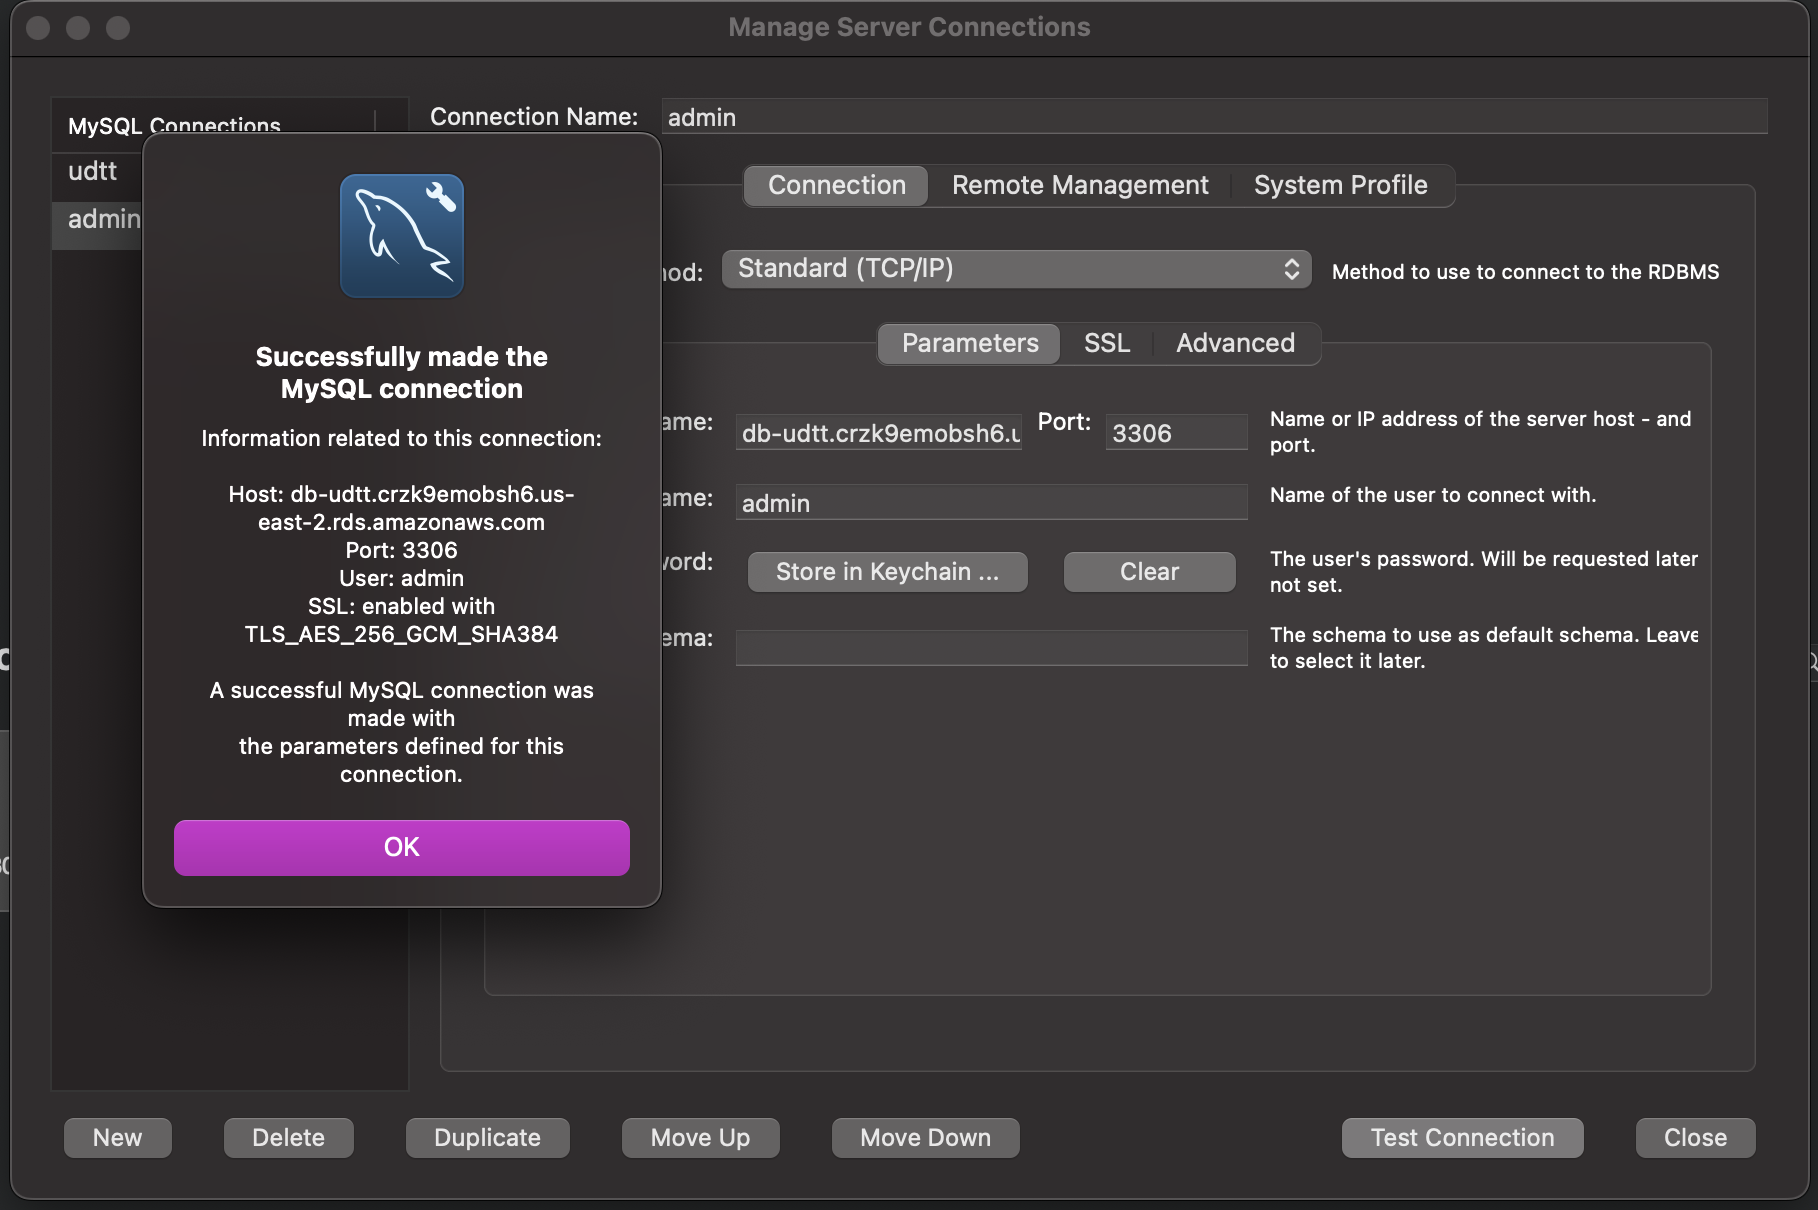 Manage Server Connections
MySQL Connections
udtt
admin
Connection Name:
admin
Connection
Remote Management
System Profile
Standard (TCP/IP)
Method to use to connect to the RDBMS
Parameters
SSL
Advanced
db-udtt.crzk9emobsh6.u
Port:
3306
Name or IP address of the server host - and
port.
admin
Name of the user to connect with.
Store in Keychain ...
Clear
The user's password. Will be requested later
not set.
The schema to use as default schema. Leave
to select it later.
Successfully made the
MySQL connection
Information related to this connection:
Host: db-udtt.crzk9emobsh6.us-
east-2.rds.amazonaws.com
Port: 3306
User: admin
SSL: enabled with
TLS_AES_256_GCM_SHA384
A successful MySQL connection was
made with
the parameters defined for this
connection.
OK
New
Delete
Duplicate
Move Up
Move Down
Test Connection
Close